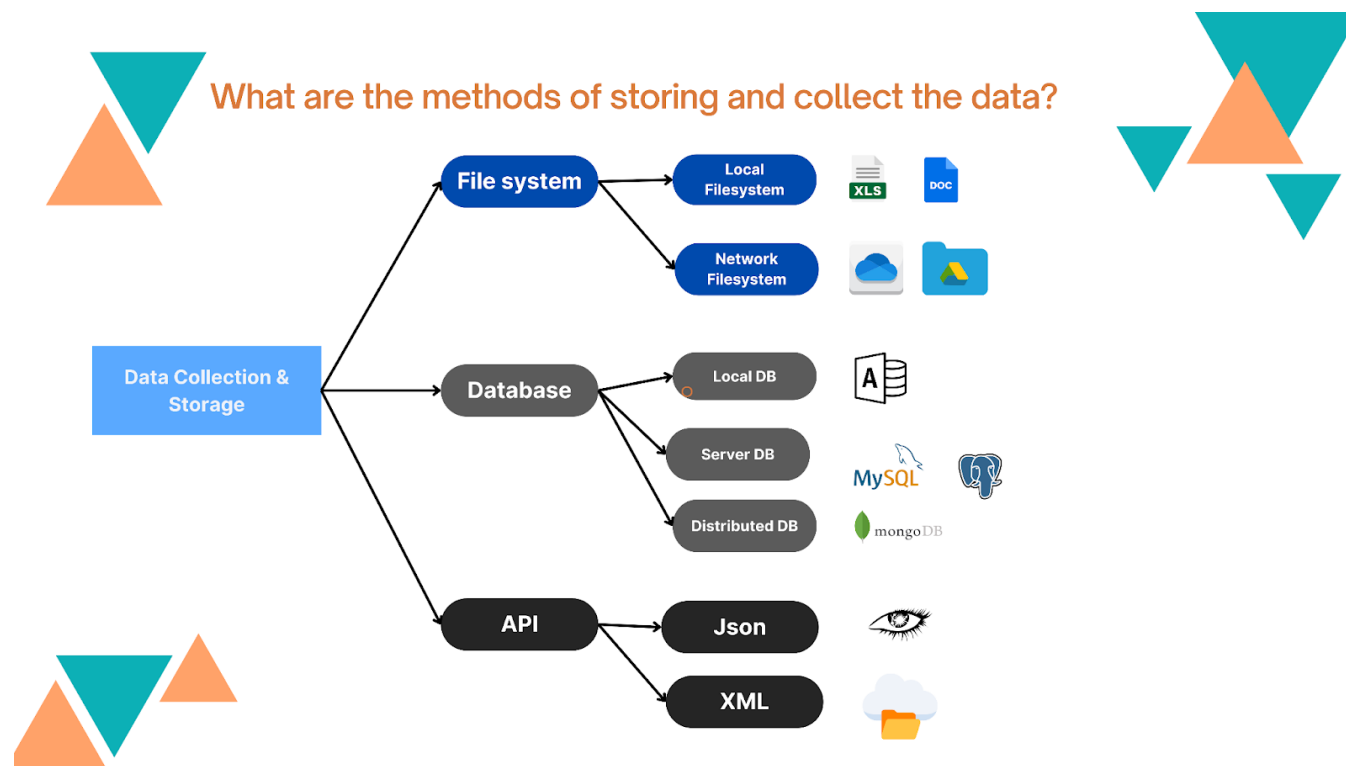 What are the methods of storing and collect the data?
File system
Local
Filesystem
XLS
DOC
Network
Filesystem
Data Collection &
Storage
Database
Local DB
A
Server DB
MySQL
Distributed DB
mongoDB
API
Json
XML